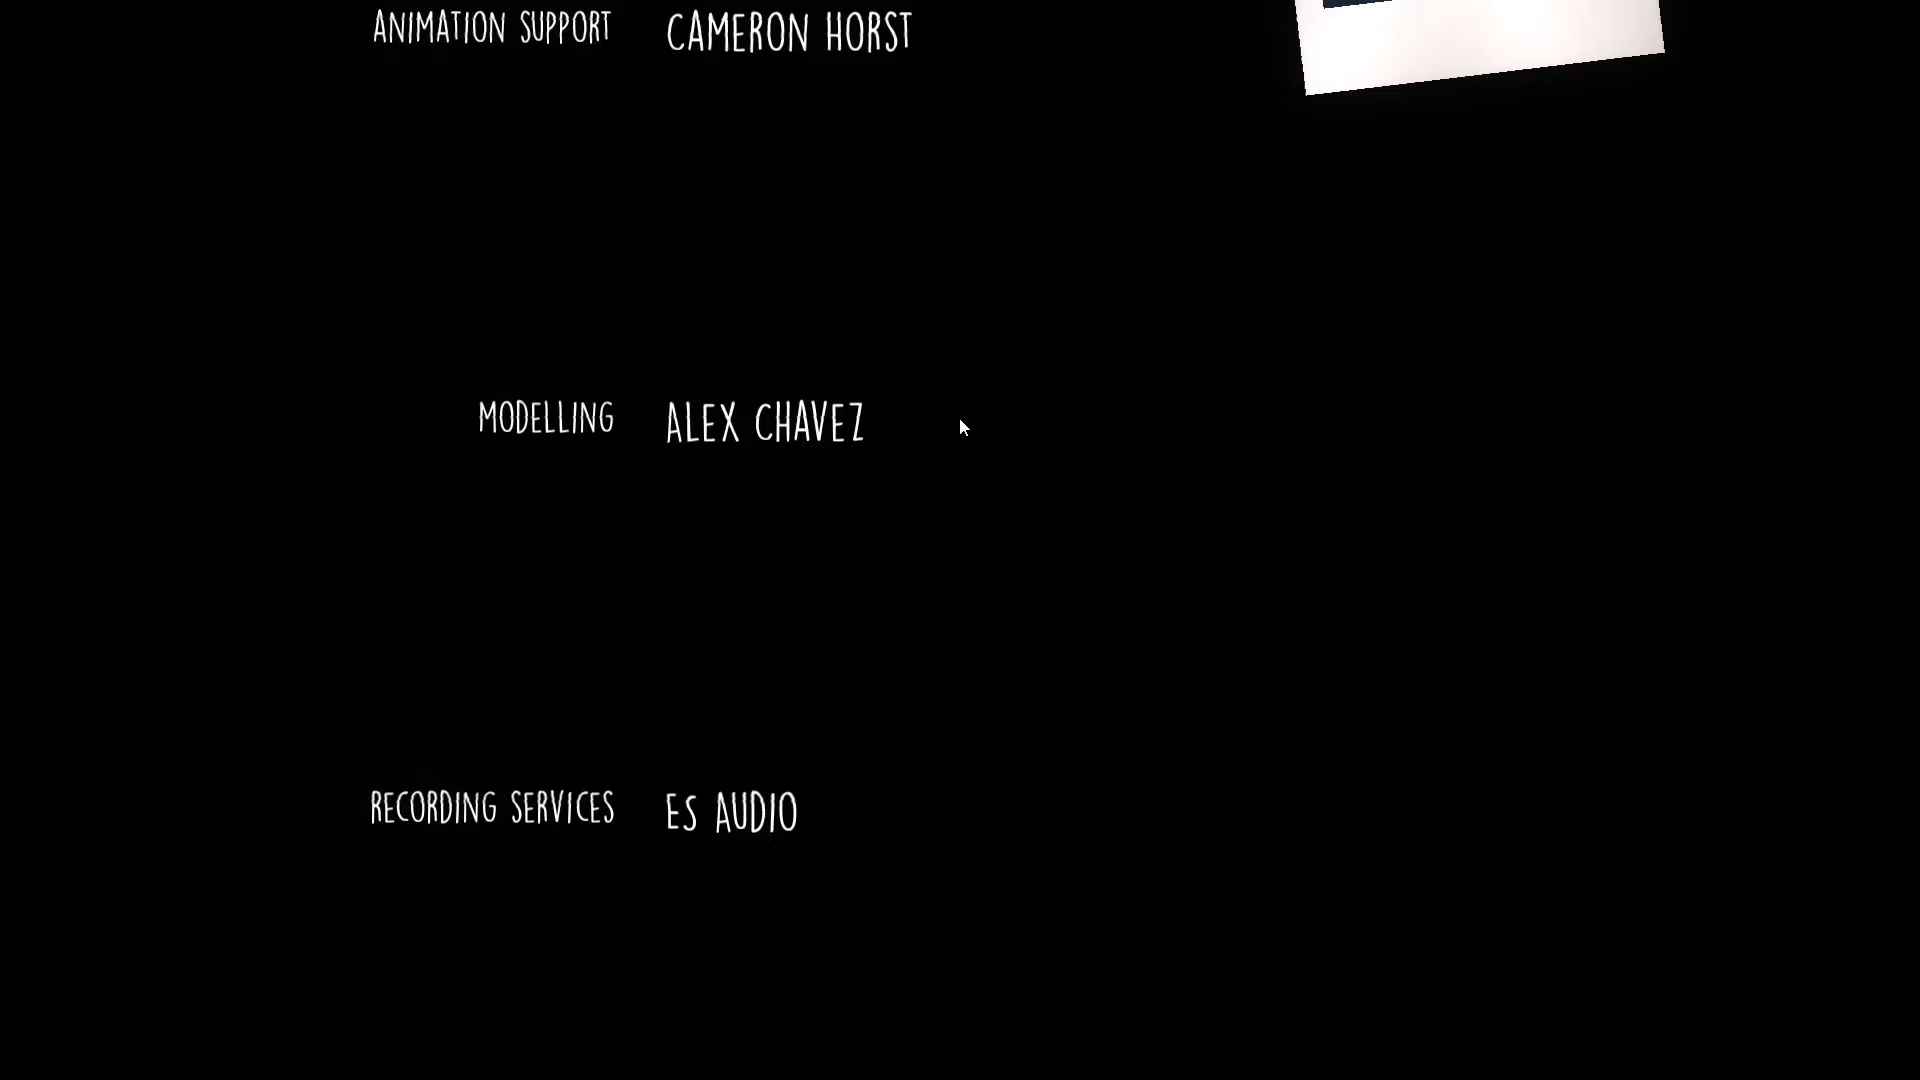 ANIMATION SUPPORT CAMERON HORST
MODELLING ALEX CHAVEZ
RECORDING SERVICES ES AUDIO